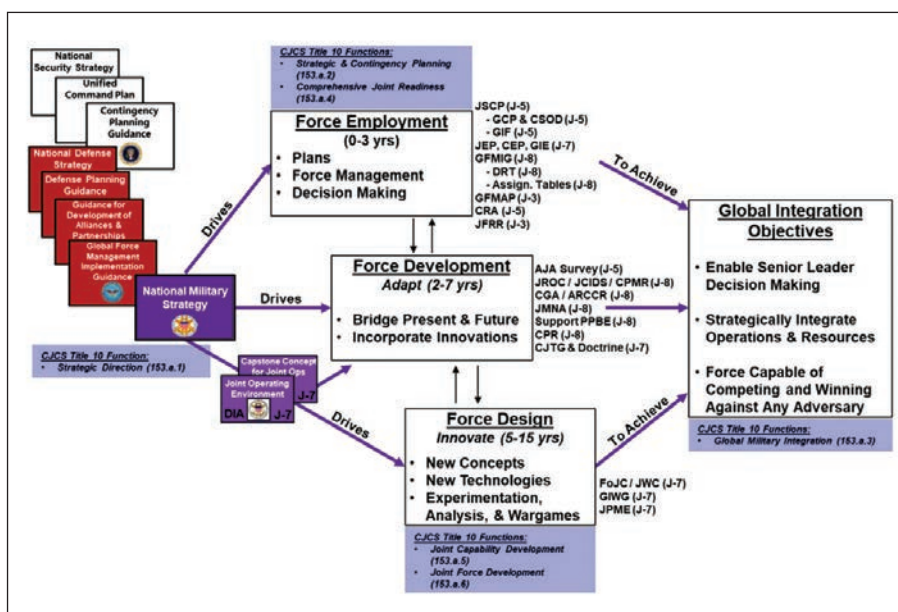 National
Security Strategy
Unified
Command Plan
Contingency
Planning
Guidance
National Defense
Strategy
Defense Planning
Guidance
Guidance for
Development of
Alliances &
Partnerships
Global Force
Management
Implementation
Guidance
National Military
Strategy
CJCS Title 10 Function:
• Strategic Direction (153.a.1)
Capstone Concept
for Joint Ops
J-7
Joint Operating
Environment
DIA J-7
Drives
Drives
Drives
CJCS Title 10 Functions:
• Strategic & Contingency Planning
(153.a.2)
• Comprehensive Joint Readiness
(153.a.4)
Force Employment
(0-3 yrs)
• Plans
• Force Management
• Decision Making
JSCP (J-5)
- GCP & CSOD (J-5)
- GIF (J-5)
JEP, CEP, GIE (J-7)
GFMIG (J-8)
- DRT (J-8)
- Assign. Tables (J-8)
GFMAP (J-3)
CRA (J-5)
JFRR (J-3)
Force Development
Adapt (2-7 yrs)
• Bridge Present & Future
• Incorporate Innovations
AJA Survey (J-5)
JROC / JCIDS / CPMR (J-8)
CGA / ARCCR (J-8)
JMNA (J-8)
Support PPBE (J-8)
CPR (J-8)
CJTG & Doctrine (J-7)
Force Design
Innovate (5-15 yrs)
• New Concepts
• New Technologies
• Experimentation,
Analysis, & Wargames
FoJC / JWC (J-7)
GIWG (J-7)
JPME (J-7)
CJCS Title 10 Functions:
• Joint Capability Development
(153.a.5)
• Joint Force Development
(153.a.6)
To Achieve
To Achieve
Global Integration
Objectives
• Enable Senior Leader
Decision Making
• Strategically Integrate
Operations & Resources
• Force Capable of
Competing and Winning
Against Any Adversary
CJCS Title 10 Functions:
• Global Military Integration (153.a.3)